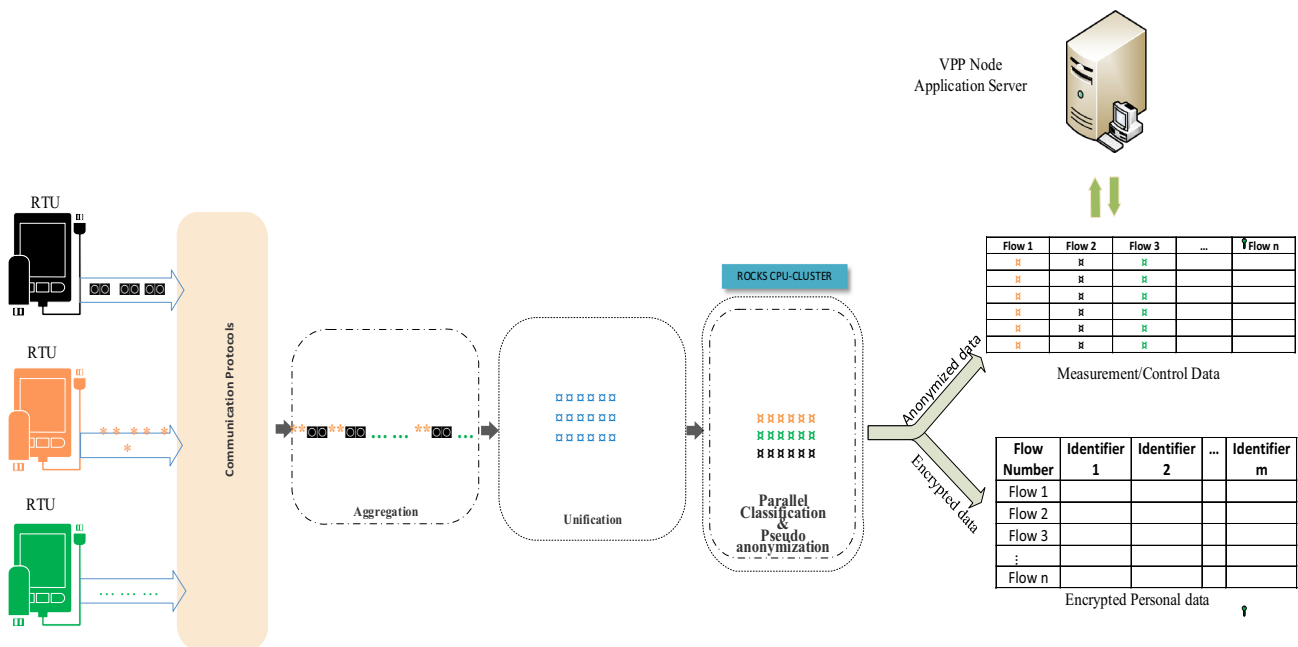 VPP Node
Application Server
RTU
RTU
RTU
Communication Protocols
Aggregation
Unification
ROCKS CPU-CLUSTER
Parallel
Classification
&
Pseudo
anonymization
Anonymized data
Encrypted data
Flow 1 Flow 2 Flow 3 ... Flow n
¤ ¤ ¤
¤ ¤ ¤
¤ ¤ ¤
¤ ¤ ¤
¤ ¤ ¤
¤ ¤ ¤
Measurement/Control Data
Flow Number Identifier 1 Identifier 2 ... Identifier m
Flow 1
Flow 2
Flow 3
⋮
Flow n
Encrypted Personal data